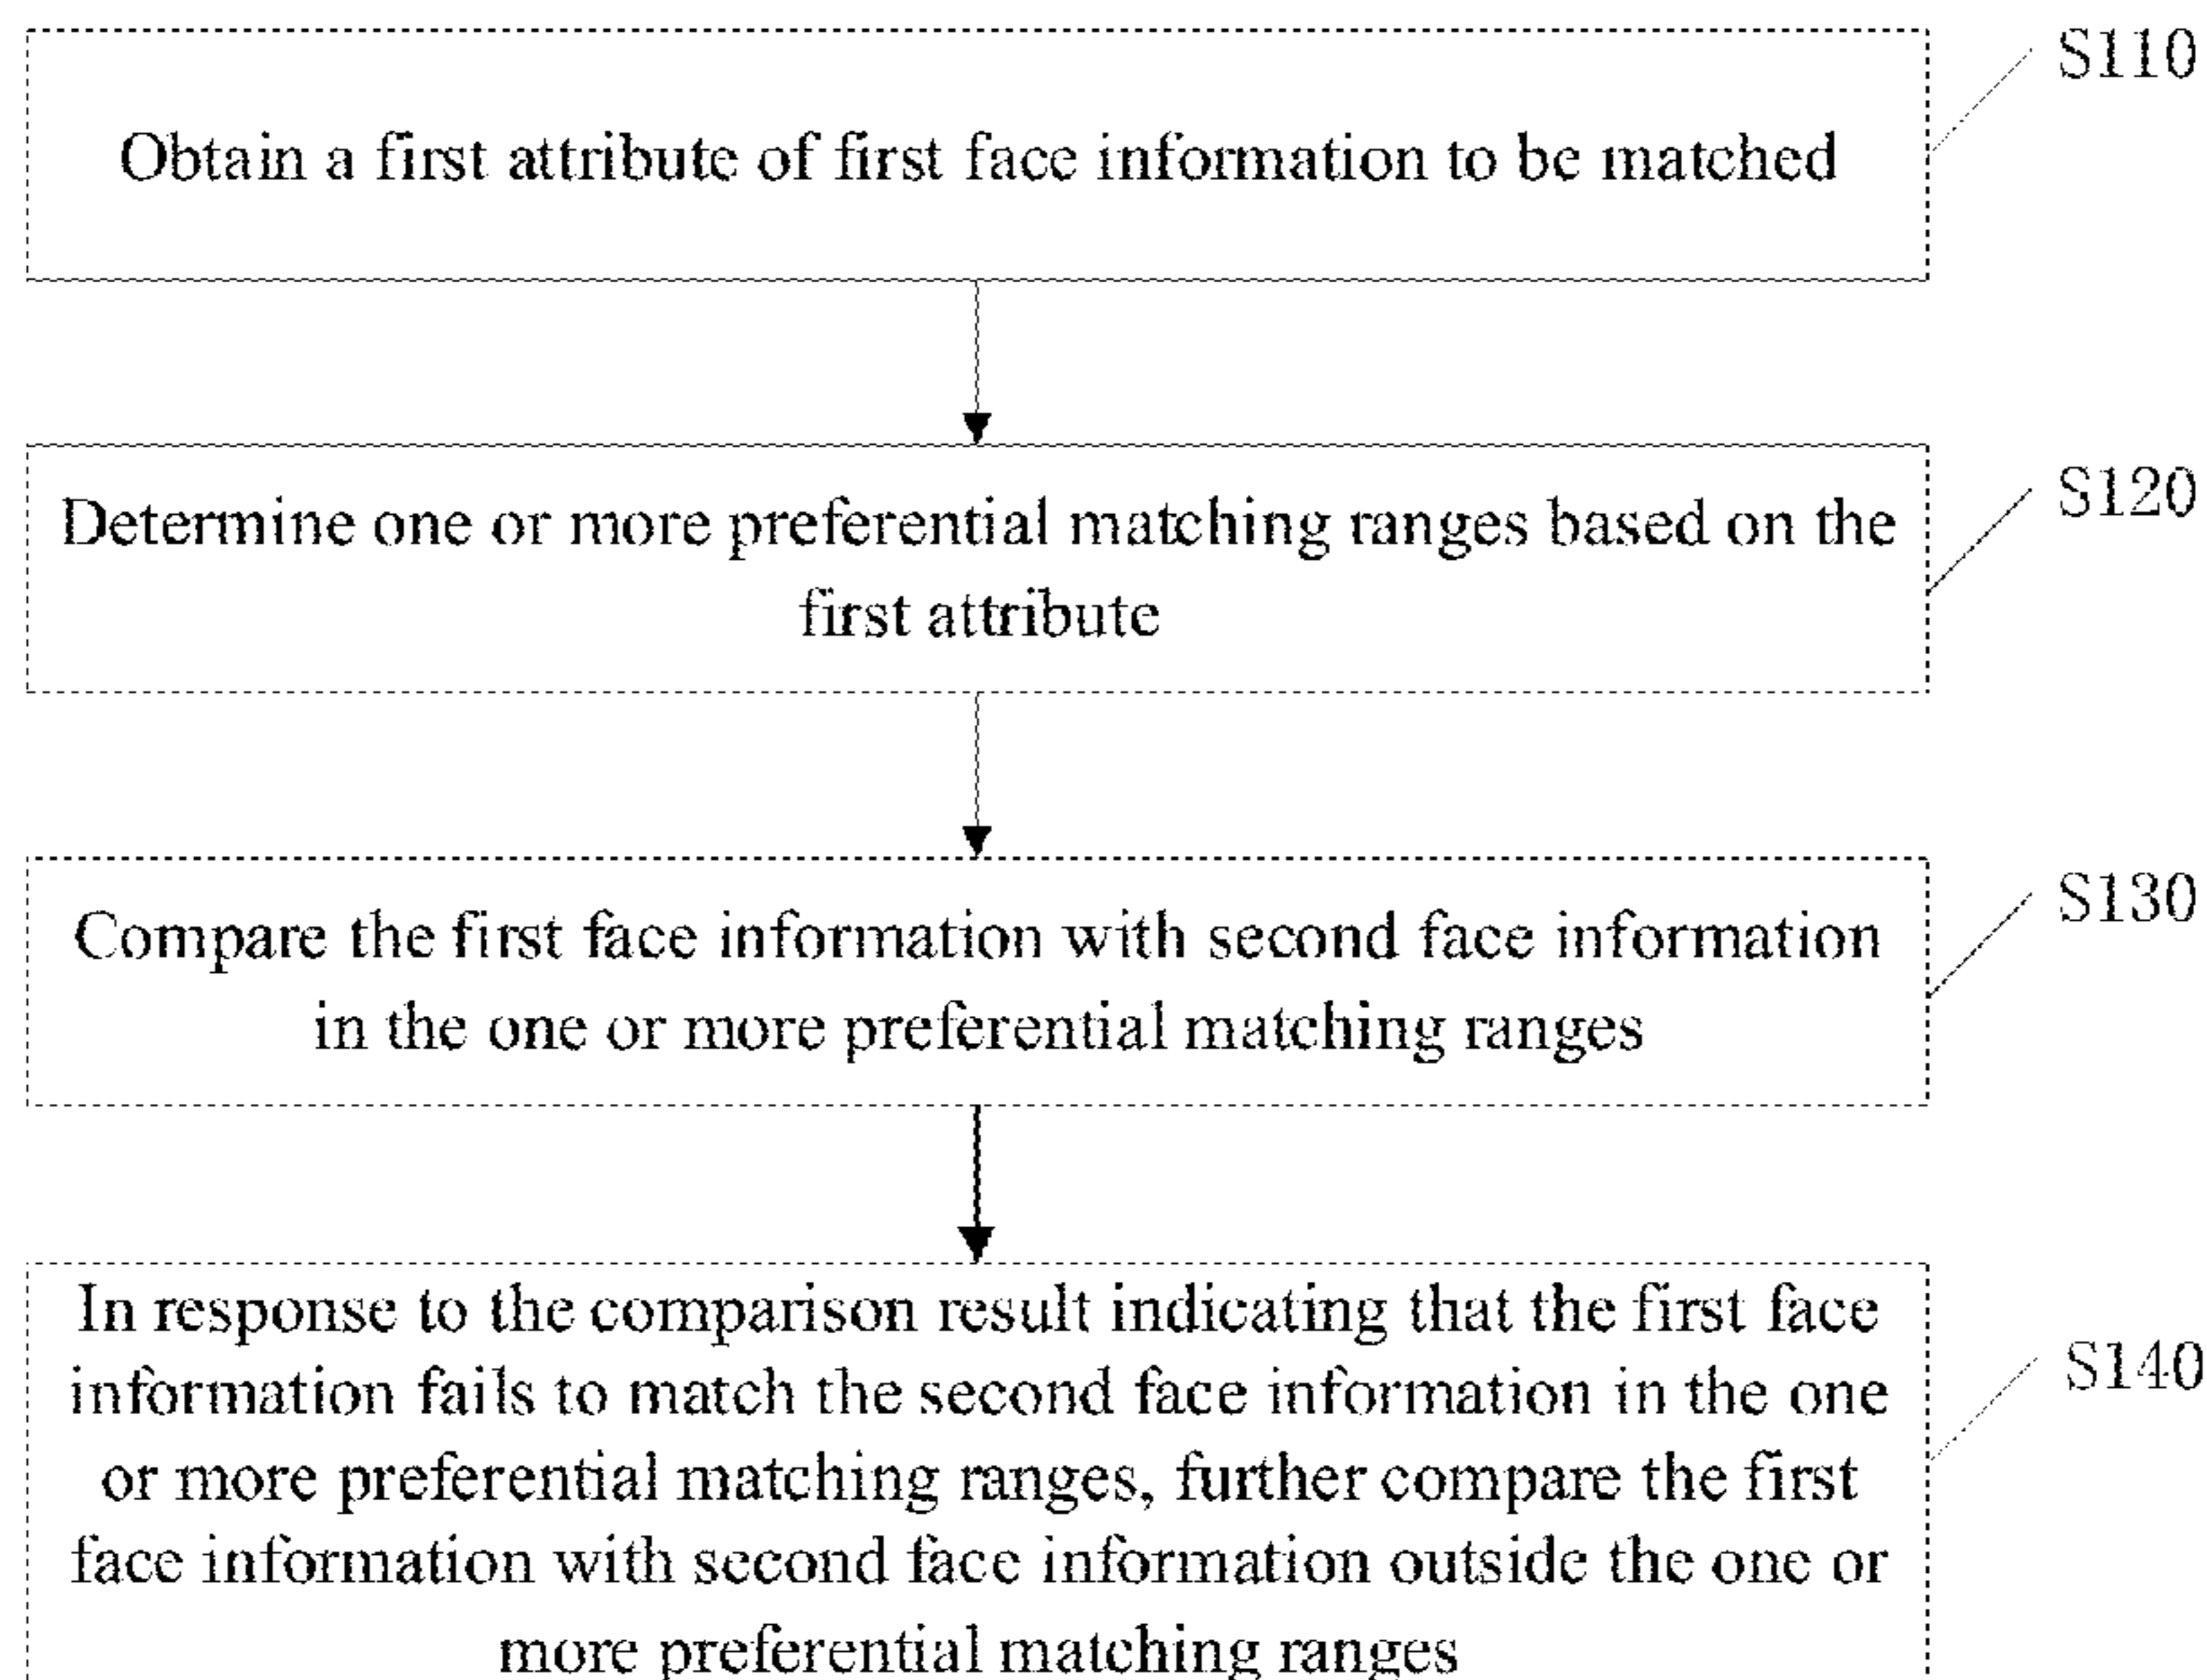 S110
Obtain a first attribute of first face information to be matched
S120
Determine one or more preferential matching ranges based on the
first attribute
S130
Compare the first face information with second face information
in the one or more preferential matching ranges
In response to the comparison result indicating that the first face
S140
information fails to match the second face information in the one
or more preferential matching ranges, further compare the first
face information with second face information outside the one or
more preferential matching ranges